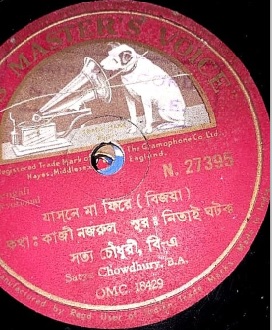 S MASTER'S VOICE
Registered Trade Mark of The Gramophone Co. Ltd.
Hayes, Middlesex England.
N. 27395
যাসনে মা ফিরে ( বিজয়া )
কথা : কাজী নজরুল সুর : নিতাই ঘটক
সত্য চৌধুরী, বি-এ
Satya Chowdhury, B.A.
OMC 18429